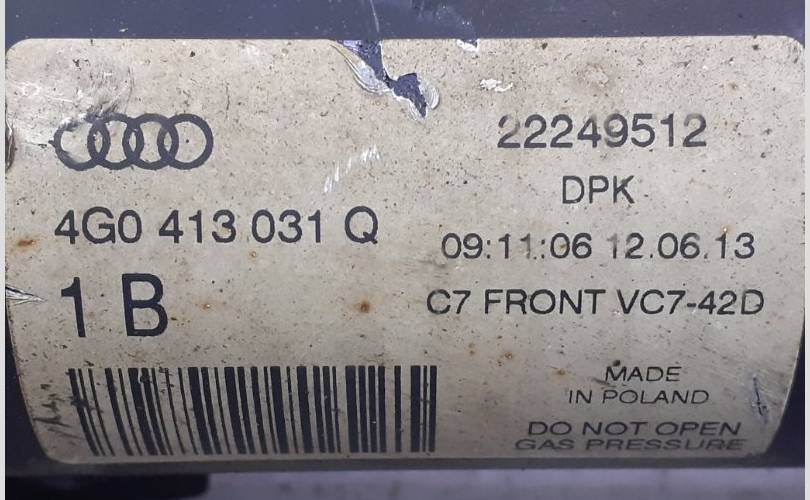 22249512
DPK
4G0 413 031 Q
09:11:06 12.06.13
1 B
C7 FRONT VC7-42D
MADE
IN POLAND
DO NOT OPEN
GAS PRESSURE